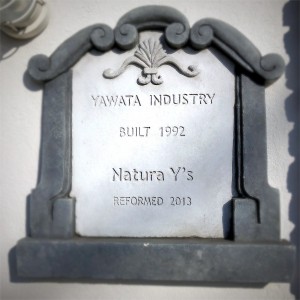 YAWATA INDUSTRY
BUILT 1992
Natura Y's
REFORMED 2013